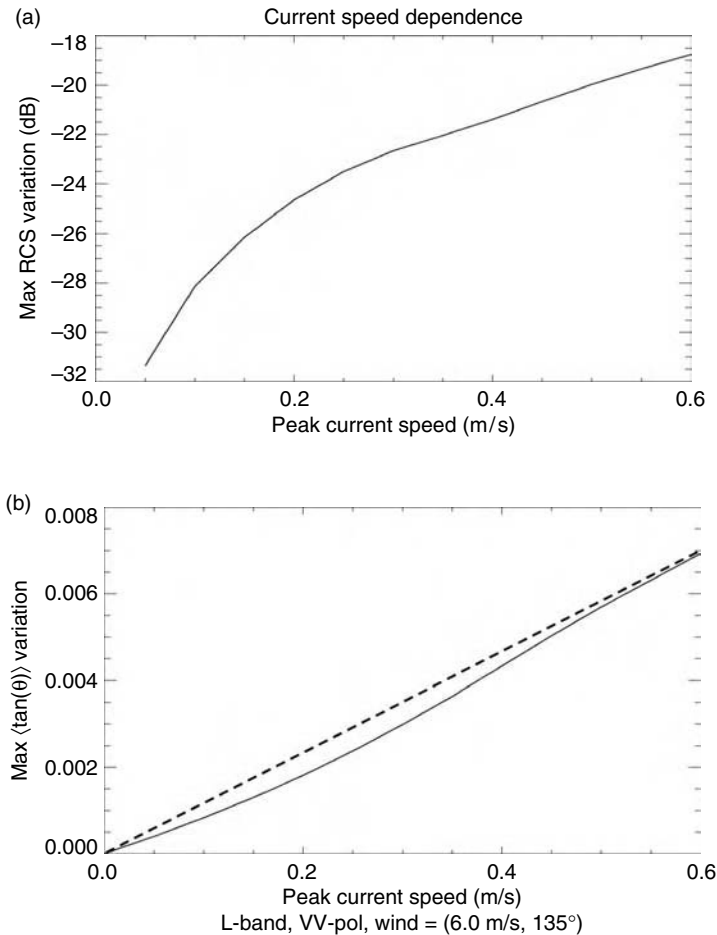 (a)
Current speed dependence
Max RCS variation (dB)
−18
−20
−22
−24
−26
−28
−30
−32
0.0
0.2
0.4
0.6
Peak current speed (m/s)
(b)
Max ⟨tan(θ)⟩ variation
0.008
0.006
0.004
0.002
0.000
0.0
0.2
0.4
0.6
Peak current speed (m/s)
L-band, VV-pol, wind = (6.0 m/s, 135°)